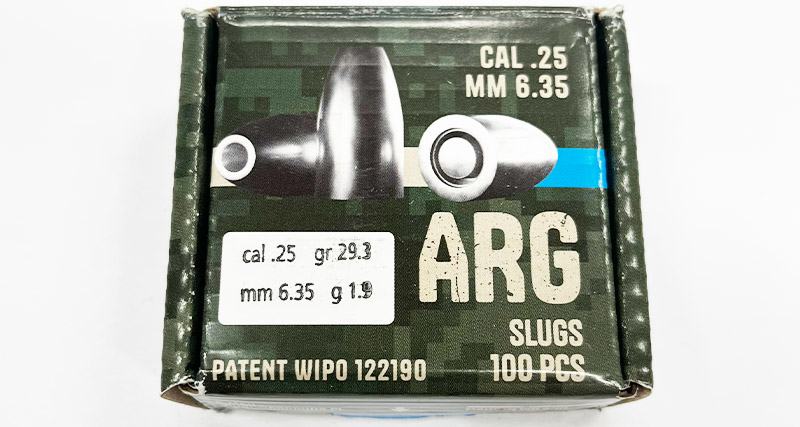 CAL .25
MM 6.35
cal .25 gr 29.3
mm 6.35 g 1.9
ARG
SLUGS
100 PCS
PATENT WIPO 122190